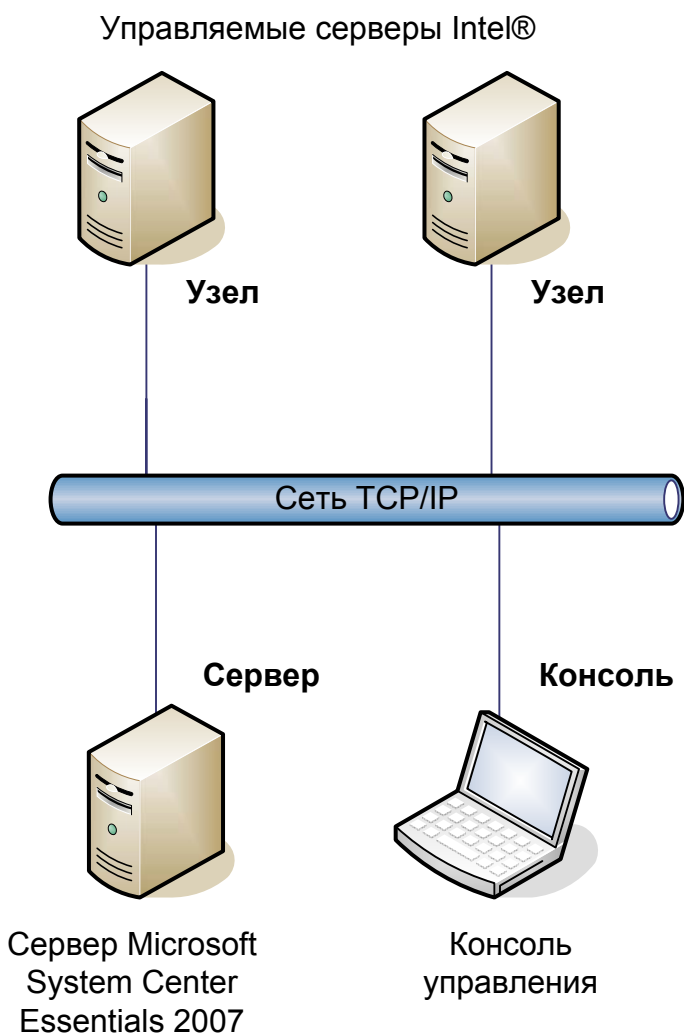 Управляемые серверы Intel®
Узел
Узел
Сеть TCP/IP
Сервер
Консоль
Сервер Microsoft
System Center
Essentials 2007
Консоль
управления